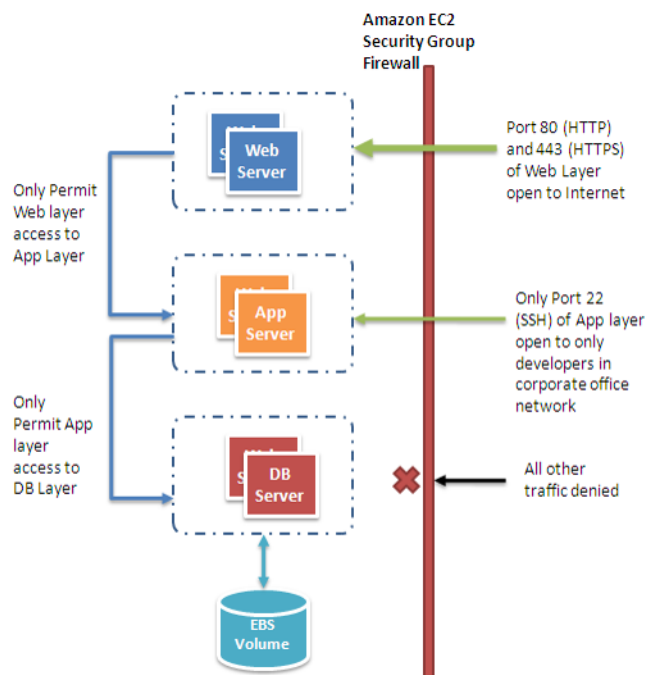 Amazon EC2
Security Group
Firewall
Web
Server
Port 80 (HTTP)
and 443 (HTTPS)
of Web Layer
open to Internet
Only Permit
Web layer
access to
App Layer
App
Server
Only Port 22
(SSH) of App layer
open to only
developers in
corporate office
network
Only
Permit App
layer
access to
DB Layer
DB
Server
All other
traffic denied
EBS
Volume